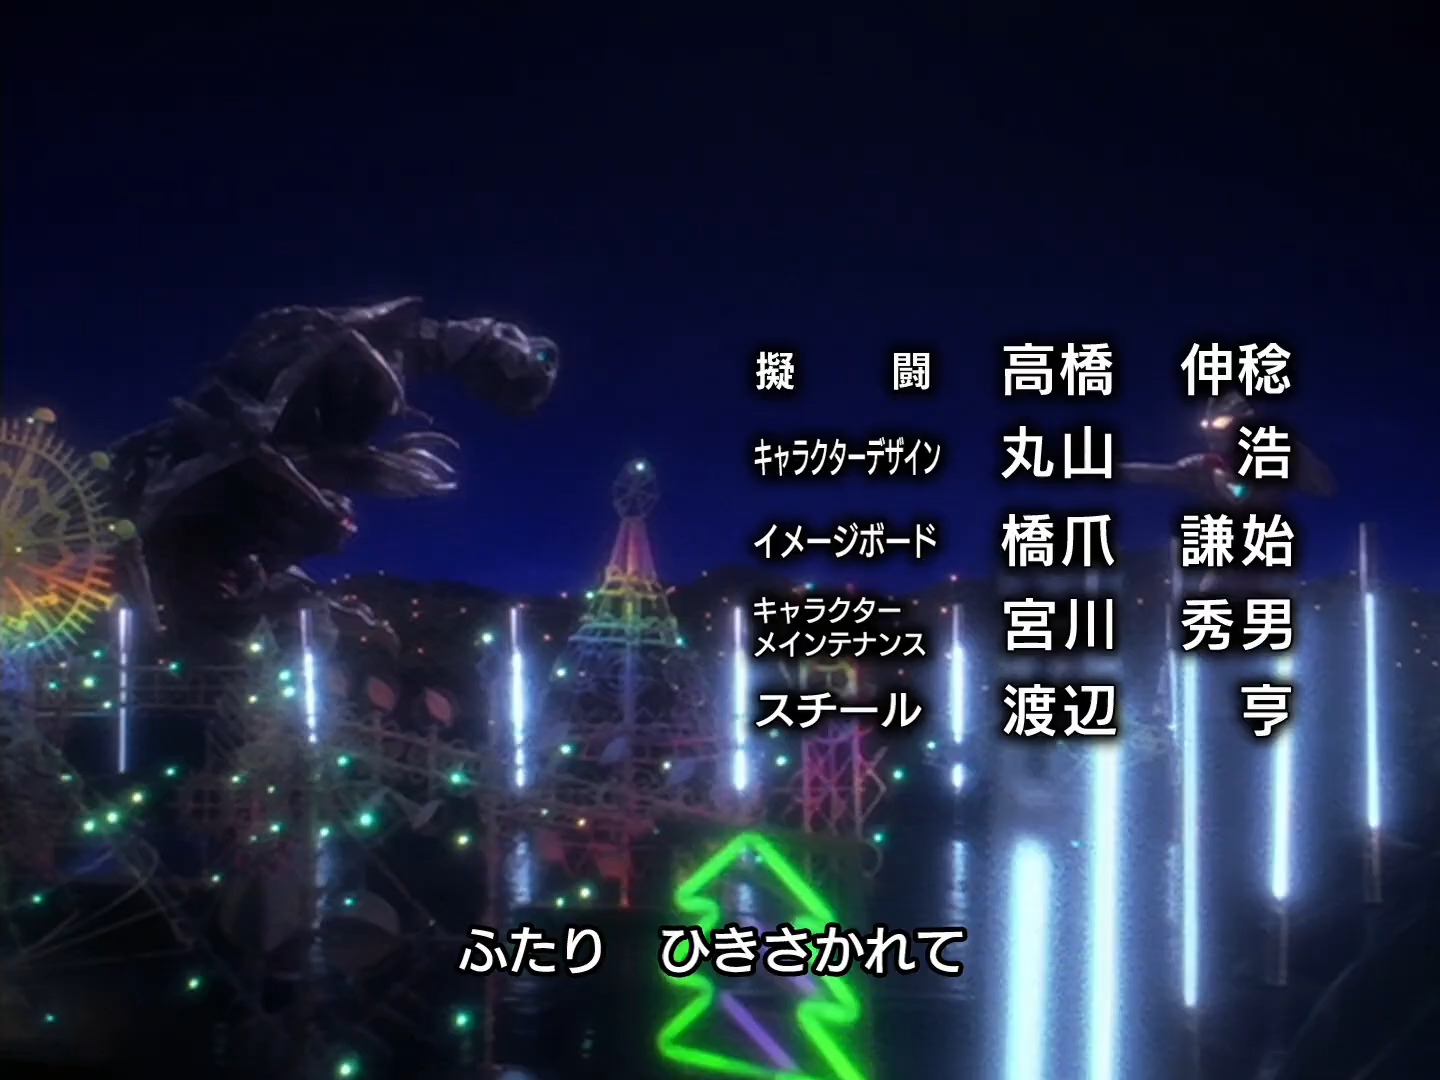 擬 闘 高橋 伸稔
キャラクターデザイン 丸山 浩
イメージボード 橋爪 謙始
キャラクター
メインテナンス 宮川 秀男
スチール 渡辺 亨
ふたり ひきさかれて